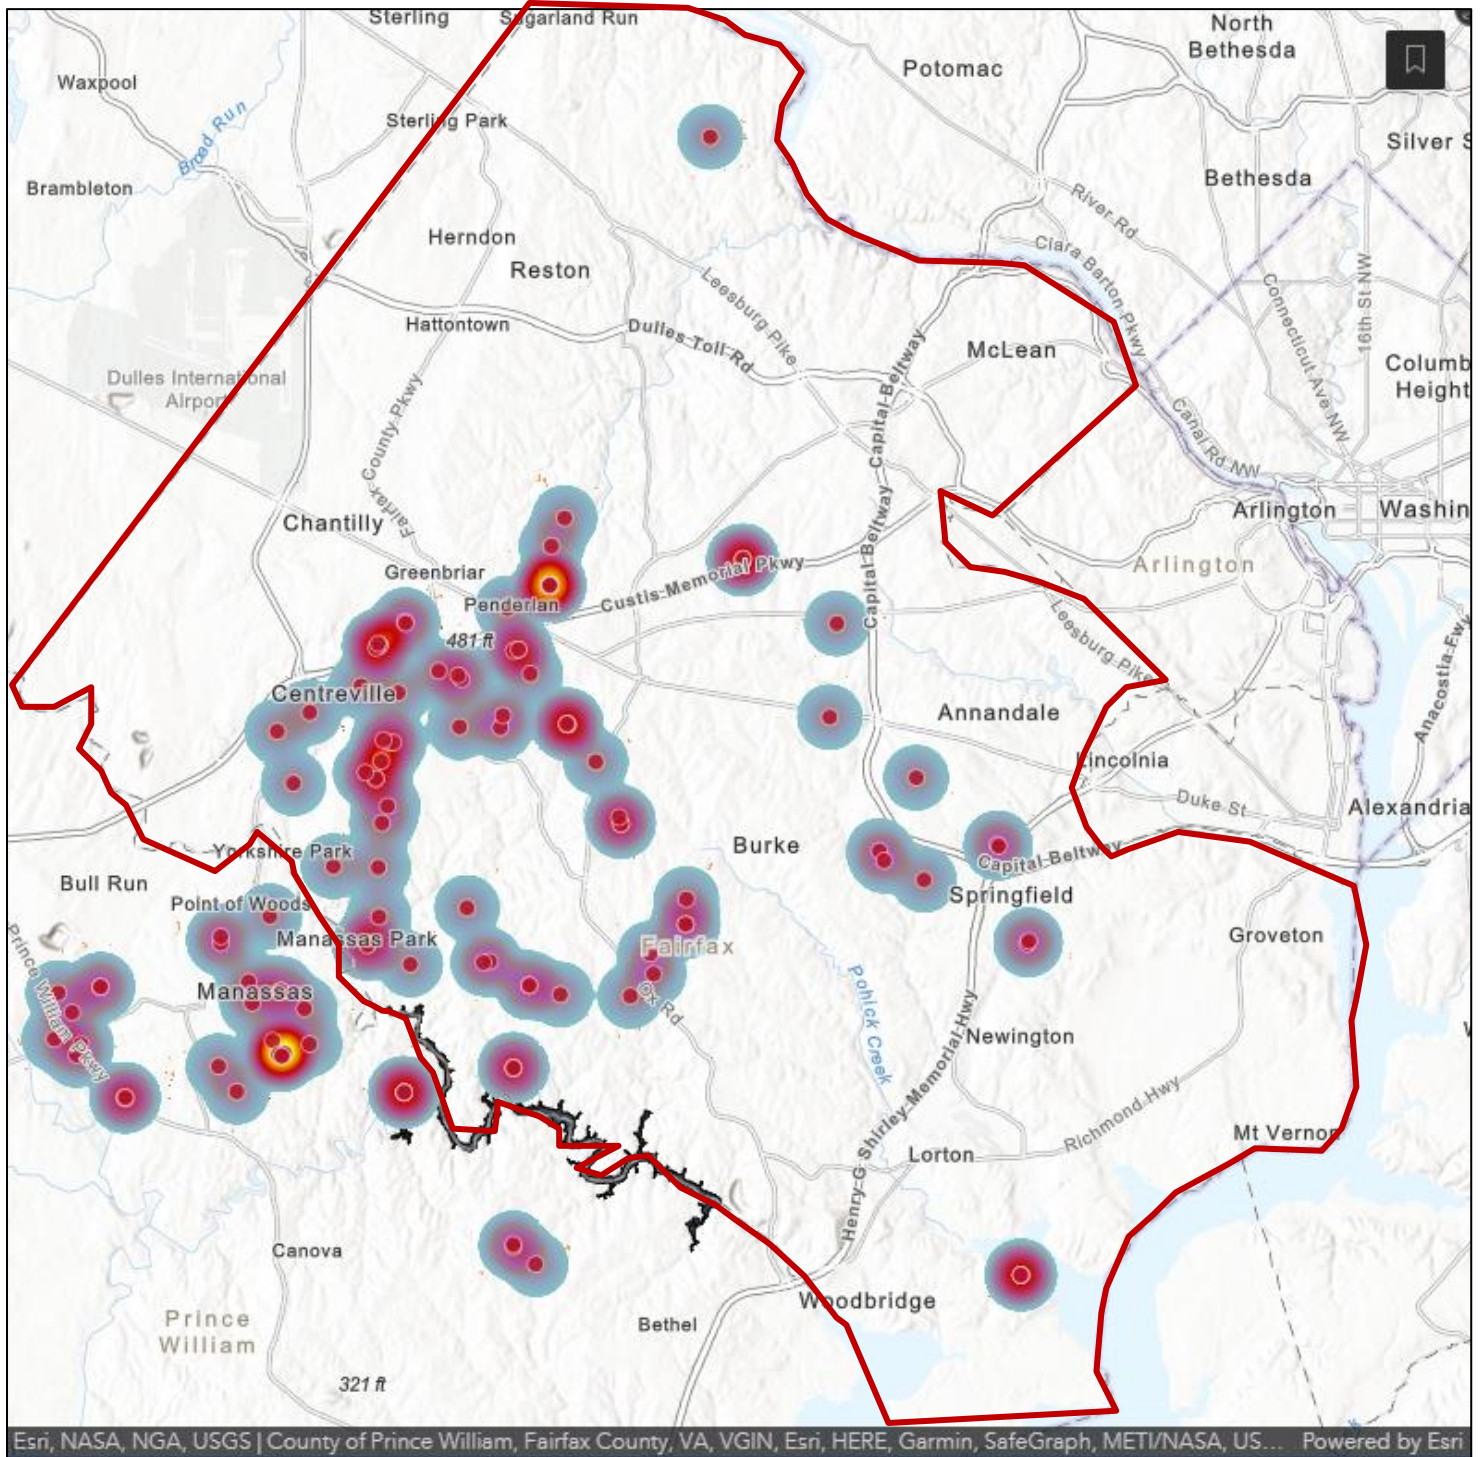 Sterling
Sugarland Run
North
Bethesda
Potomac
Waxpool
Broad Run
Sterling Park
Silver S
Brambleton
Bethesda
River Rd
Herndon
Reston
Clara Barton Pkwy
Leesburg Pike
Connecticut Ave NW
16th St NW
Hattontown
Dulles Toll Rd
McLean
Capital Beltway
Columb
Height
Dulles International
Airport
Fairfax County Pkwy
Canal Rd NW
Capital Beltway
Chantilly
Arlington
Washin
Greenbriar
Arlington
Custis Memorial Pkwy
Penderlan
481 ft
Leesburg Pike
Anacostia Fwy
Centreville
Annandale
Lincolnia
Duke St
Alexandria
Burke
Yorkshire Park
Capital Beltway
Bull Run
Springfield
Point of Woods
Manassas Park
Fairfax
Groveton
Prince William Pkwy
Manassas
Ox Rd
Pohick Creek
Newington
Henry G Shirley Memorial Hwy
Richmond Hwy
Mt Vernon
Lorton
Canova
Woodbridge
Prince
William
Bethel
321 ft
Esri, NASA, NGA, USGS | County of Prince William, Fairfax County, VA, VGIN, Esri, HERE, Garmin, SafeGraph, METI/NASA, US... Powered by Esri